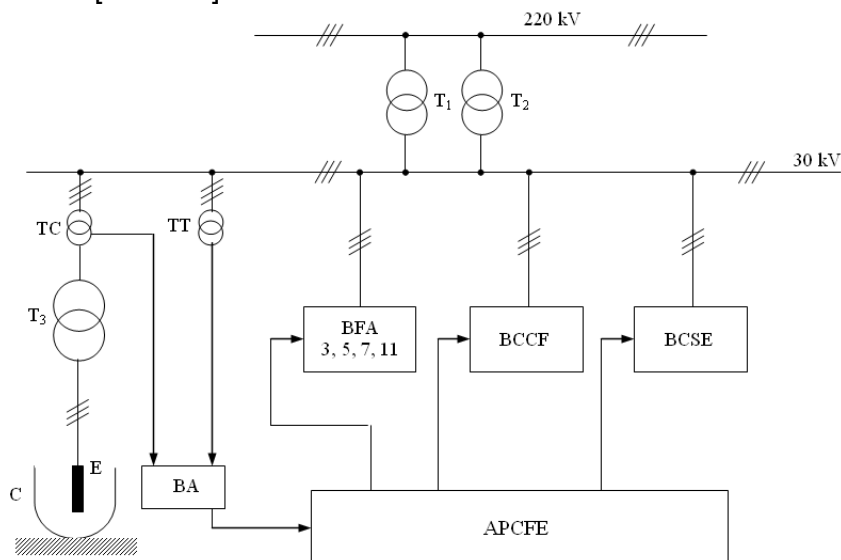 220 kV
T1
T2
30 kV
TC
TT
T3
BFA
3, 5, 7, 11
BCCF
BCSE
E
C
BA
APCFE